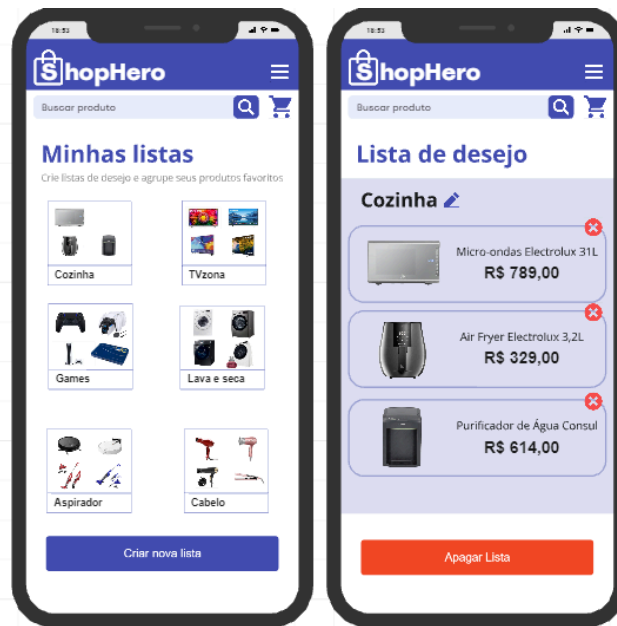 18:53
ShopHero
Buscar produto
Minhas listas
Crie listas de desejo e agrupe seus produtos favoritos
Cozinha
TVzona
Games
Lava e seca
Aspirador
Cabelo
Criar nova lista
18:53
ShopHero
Buscar produto
Lista de desejo
Cozinha
Micro-ondas Electrolux 31L
R$ 789,00
Air Fryer Electrolux 3,2L
R$ 329,00
Purificador de Água Consul
R$ 614,00
Apagar Lista